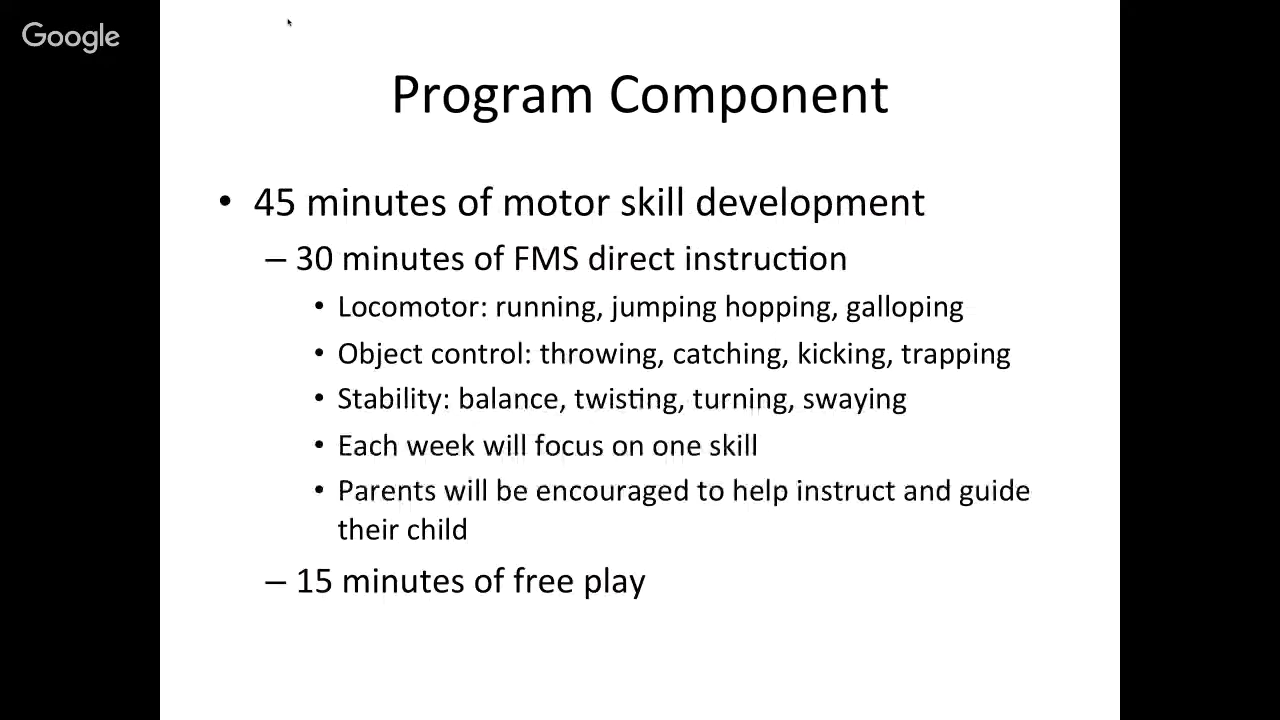 Google
Program Component
• 45 minutes of motor skill development
– 30 minutes of FMS direct instruction
• Locomotor: running, jumping hopping, galloping
• Object control: throwing, catching, kicking, trapping
• Stability: balance, twisting, turning, swaying
• Each week will focus on one skill
• Parents will be encouraged to help instruct and guide
their child
– 15 minutes of free play